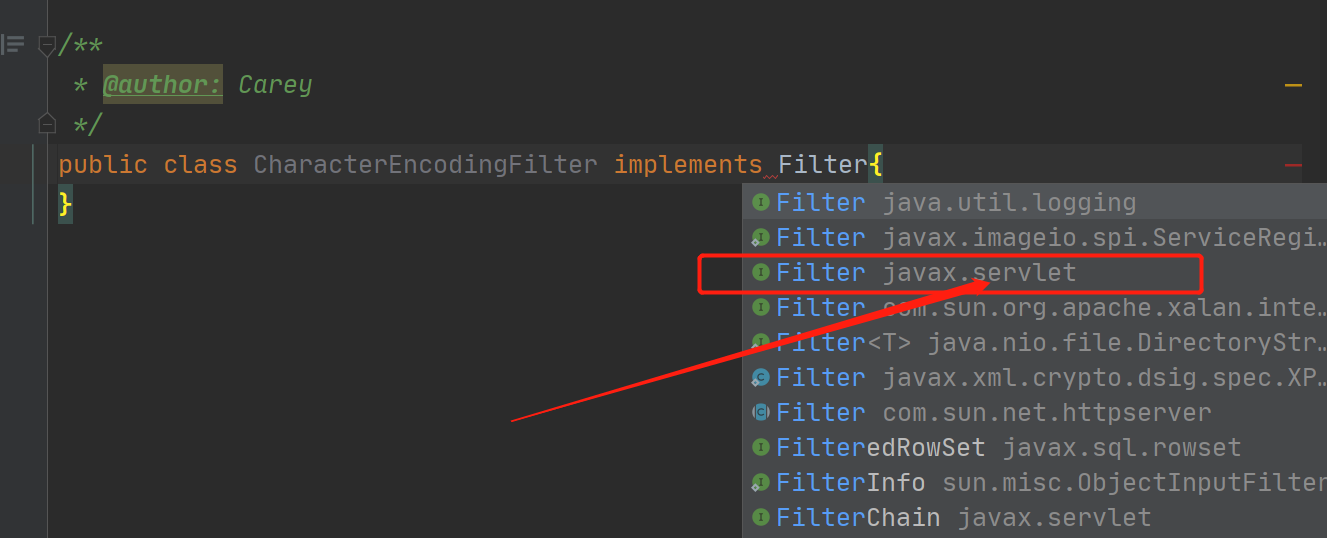 /**
* @author: Carey
*/
public class CharacterEncodingFilter implements Filter{
}
Filter java.util.logging
Filter javax.imageio.spi.ServiceRegi…
Filter javax.servlet
Filter com.sun.org.apache.xalan.inte…
Filter<T> java.nio.file.DirectoryStr…
Filter javax.xml.crypto.dsig.spec.XP…
Filter com.sun.net.httpserver
FilteredRowSet javax.sql.rowset
FilterInfo sun.misc.ObjectInputFilter
FilterChain javax.servlet